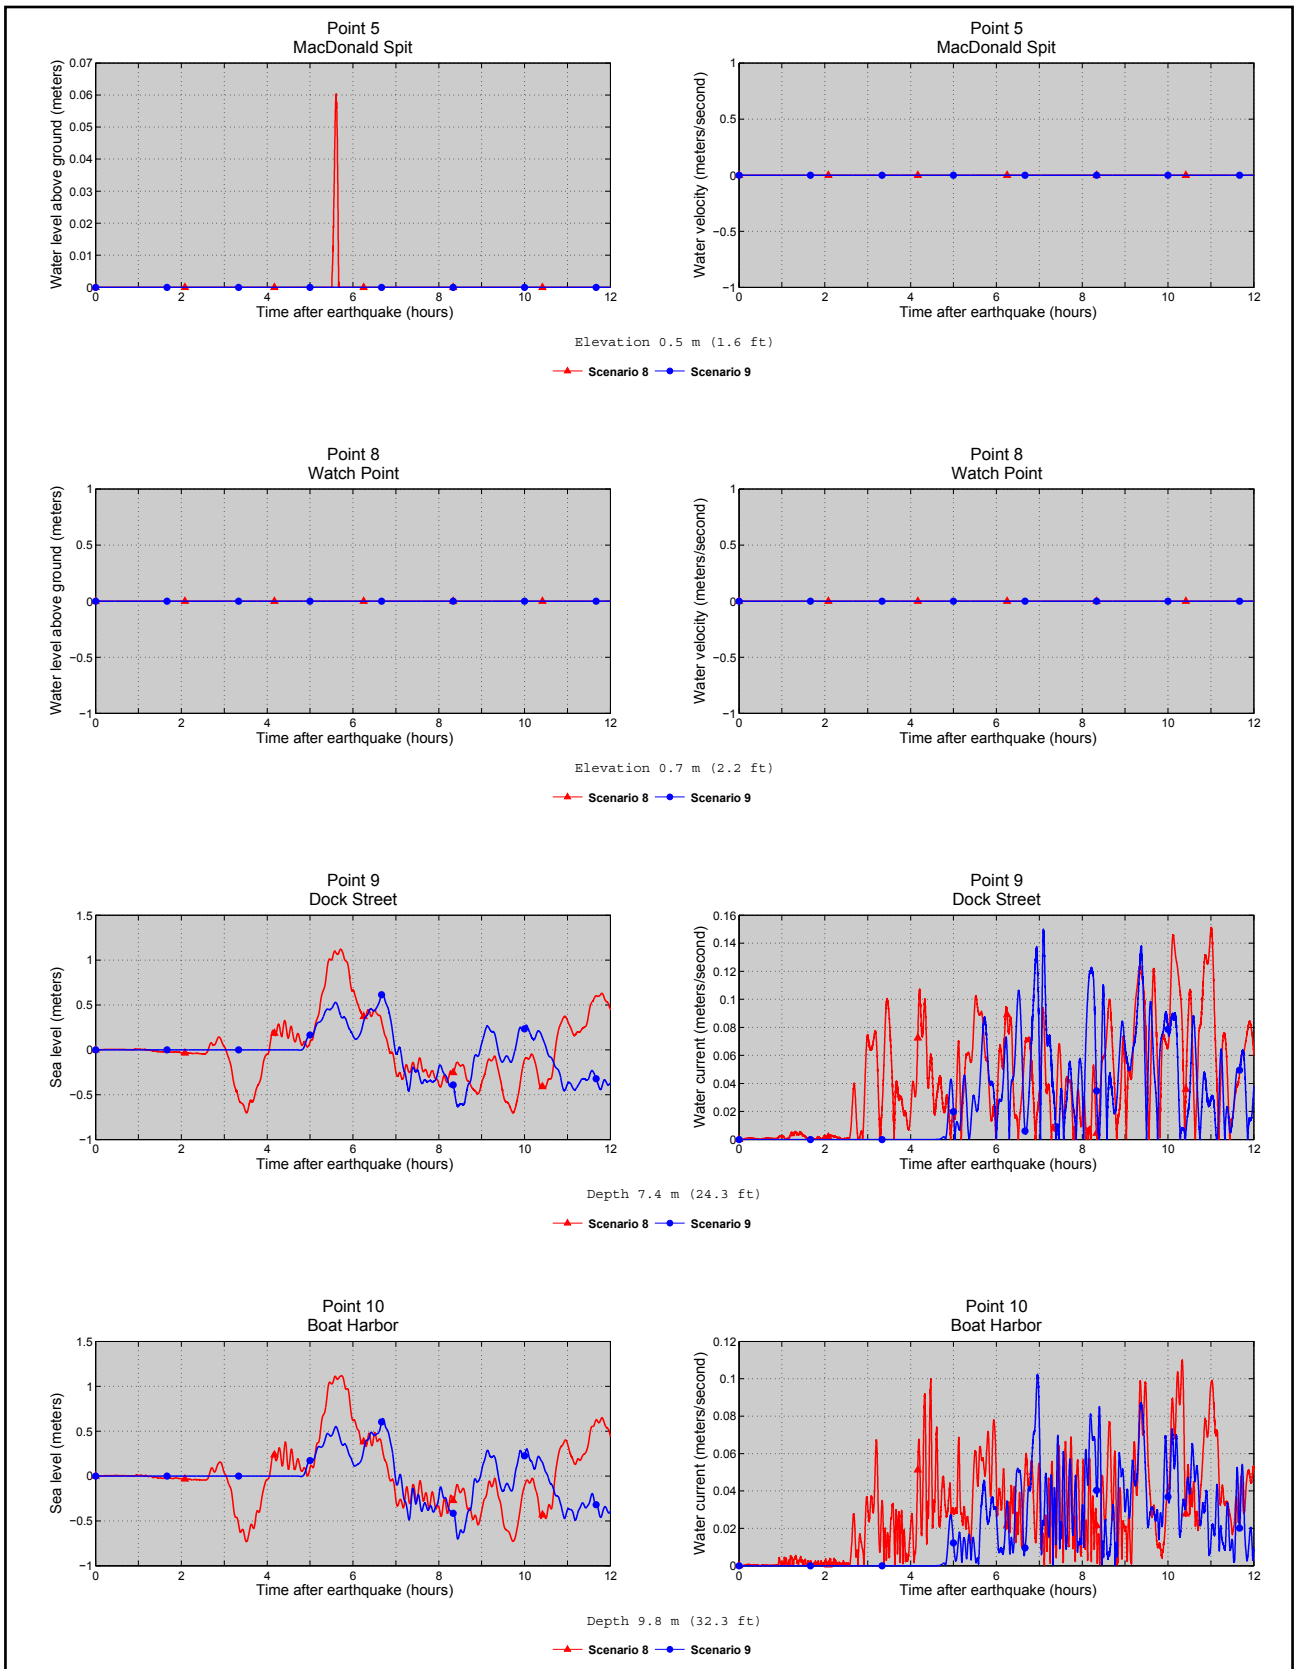 Point 5
MacDonald Spit
Water level above ground (meters)
0.07
0.06
0.05
0.04
0.03
0.02
0.01
0
0 2 4 6 8 10 12
Time after earthquake (hours)
Point 5
MacDonald Spit
Water velocity (meters/second)
1
0.5
0
−0.5
−1
0 2 4 6 8 10 12
Time after earthquake (hours)
Elevation 0.5 m (1.6 ft)
Scenario 8 Scenario 9
Point 8
Watch Point
Water level above ground (meters)
1
0.5
0
−0.5
−1
0 2 4 6 8 10 12
Time after earthquake (hours)
Point 8
Watch Point
Water velocity (meters/second)
1
0.5
0
−0.5
−1
0 2 4 6 8 10 12
Time after earthquake (hours)
Elevation 0.7 m (2.2 ft)
Scenario 8 Scenario 9
Point 9
Dock Street
Sea level (meters)
1.5
1
0.5
0
−0.5
−1
0 2 4 6 8 10 12
Time after earthquake (hours)
Point 9
Dock Street
Water current (meters/second)
0.16
0.14
0.12
0.1
0.08
0.06
0.04
0.02
0
0 2 4 6 8 10 12
Time after earthquake (hours)
Depth 7.4 m (24.3 ft)
Scenario 8 Scenario 9
Point 10
Boat Harbor
Sea level (meters)
1.5
1
0.5
0
−0.5
−1
0 2 4 6 8 10 12
Time after earthquake (hours)
Point 10
Boat Harbor
Water current (meters/second)
0.12
0.1
0.08
0.06
0.04
0.02
0
0 2 4 6 8 10 12
Time after earthquake (hours)
Depth 9.8 m (32.3 ft)
Scenario 8 Scenario 9